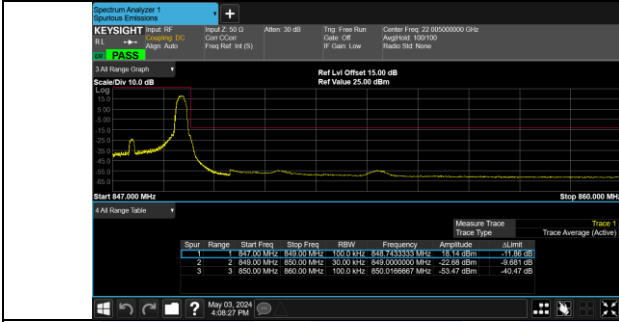 Spectrum Analyzer 1
Spurious Emissions
+
KEYSIGHT Input: RF Input Z: 50 Ω Atten: 30 dB Trig: Free Run Center Freq: 22.005000000 GHz
RL Coupling: DC Corr CCorr Gate: Off Avg|Hold: 100/100
Align: Auto Freq Ref: Int (S) IF Gain: Low Radio Std: None
PASS
3 All Range Graph
Ref Lvl Offset 15.00 dB
Scale/Div 10.0 dB Ref Value 25.00 dBm
Log
15.0
5.00
-5.00
-15.0
-25.0
-35.0
-45.0
-55.0
-65.0
Start 847.000 MHz Stop 860.000 MHz
4 All Range Table
Measure Trace Trace 1
Trace Type Trace Average (Active)
Spur Range Start Freq Stop Freq RBW Frequency Amplitude ΔLimit
1 1 847.00 MHz 849.00 MHz 100.0 kHz 848.7433333 MHz 18.14 dBm -11.86 dB
2 2 849.00 MHz 850.00 MHz 30.00 kHz 849.0000000 MHz -22.68 dBm -9.681 dB
3 3 850.00 MHz 860.00 MHz 100.0 kHz 850.0166667 MHz -53.47 dBm -40.47 dB
? May 03, 2024
4:08:27 PM